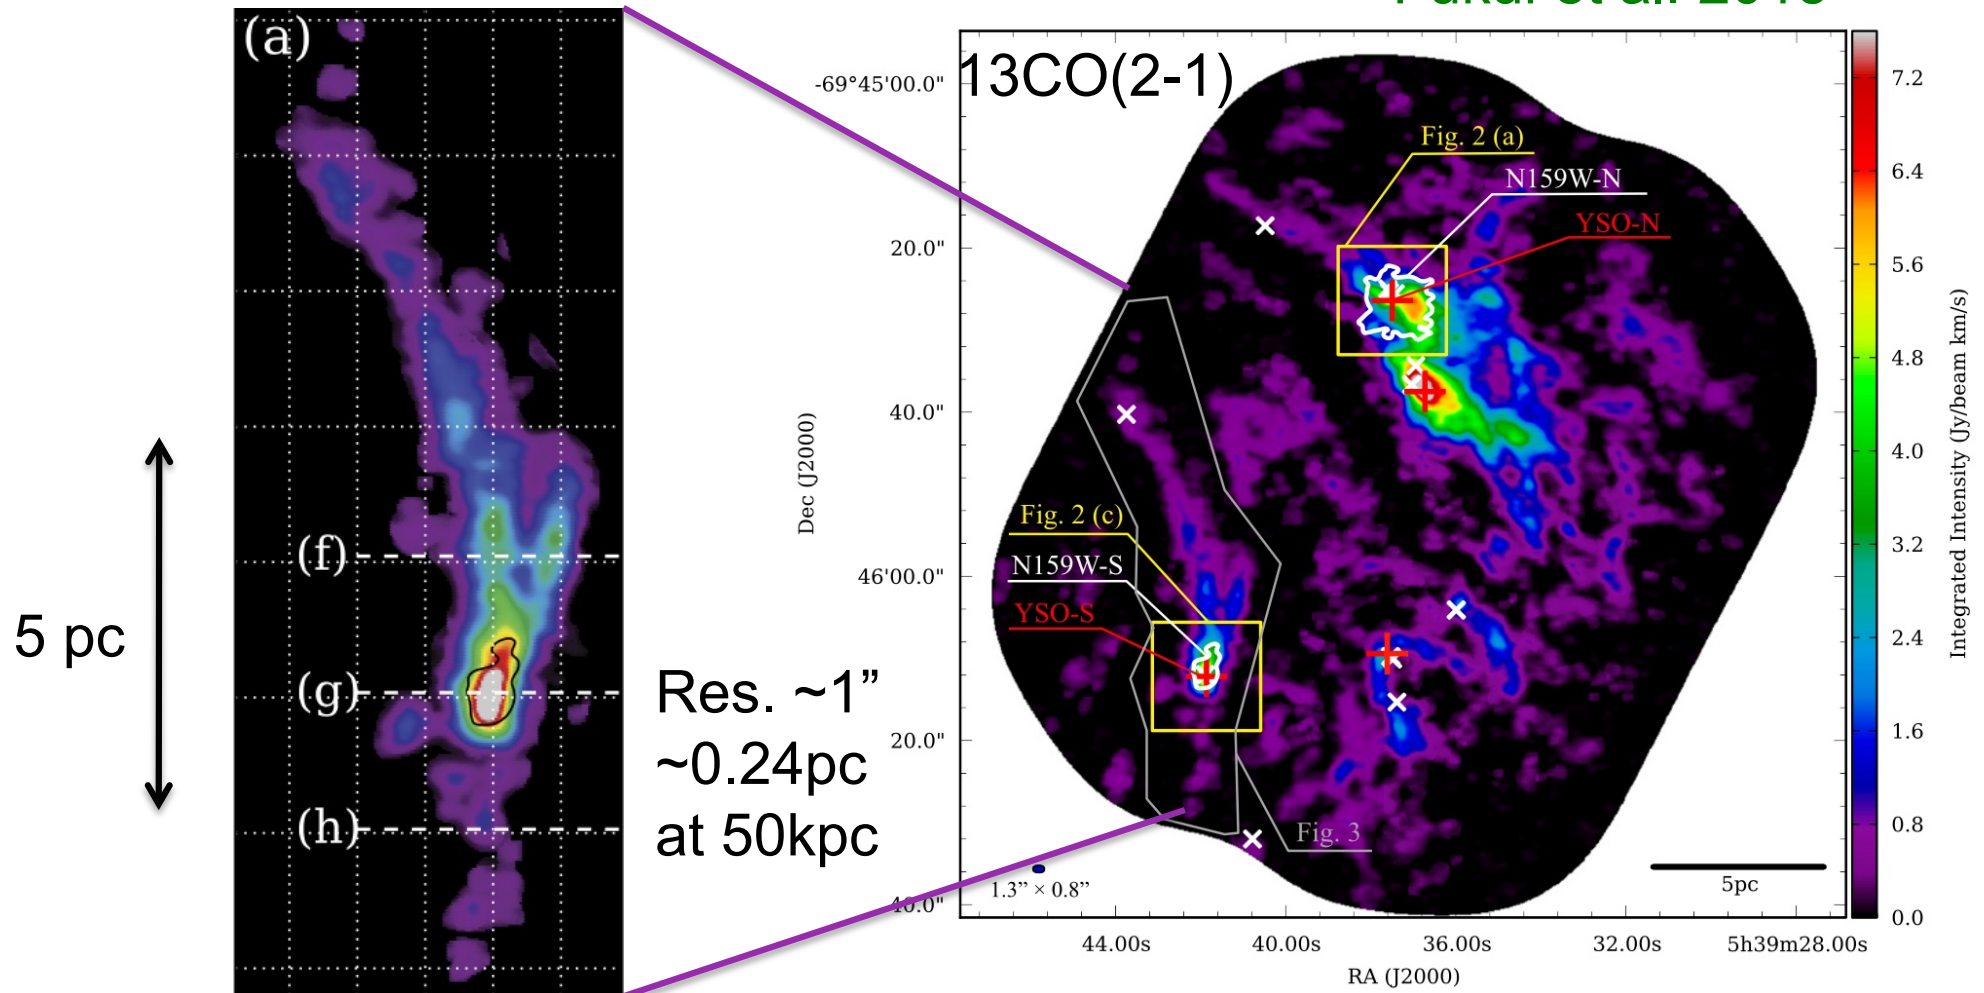 Fukui et al. 2015
(a)
(f)
(g)
(h)
5 pc
Res. ~1”
~0.24pc
at 50kpc
13CO(2-1)
Fig. 2 (a)
N159W-N
YSO-N
Fig. 2 (c)
N159W-S
YSO-S
Fig. 3
1.3” × 0.8”
5pc
-69°45'00.0"
20.0"
40.0"
46'00.0"
20.0"
40.0"
Dec (J2000)
44.00s
40.00s
36.00s
32.00s
5h39m28.00s
RA (J2000)
7.2
6.4
5.6
4.8
4.0
3.2
2.4
1.6
0.8
0.0
Integrated Intensity (Jy/beam km/s)